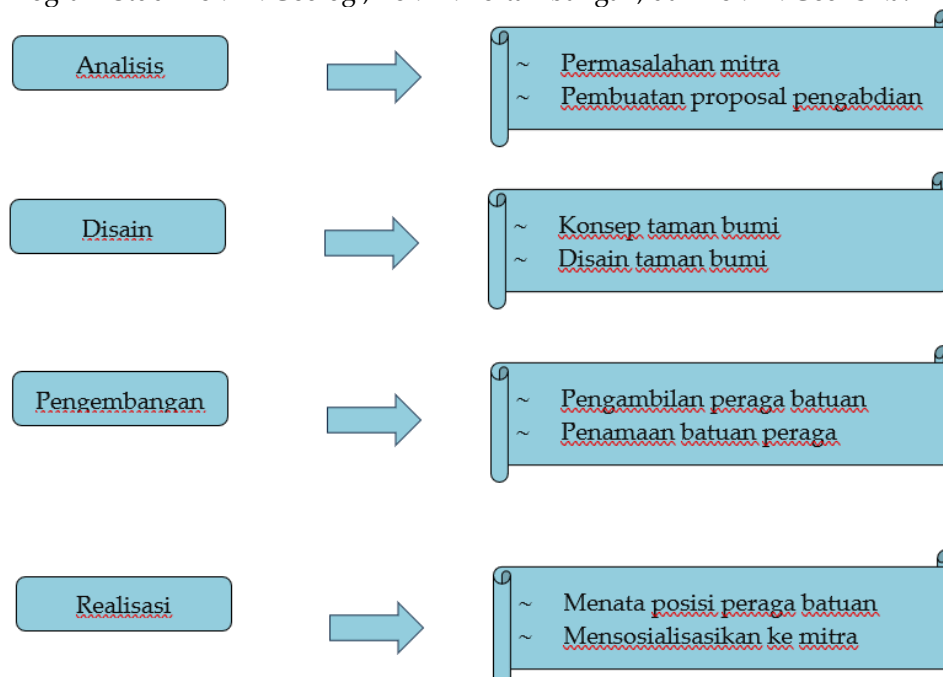 Analisis
~ Permasalahan mitra
~ Pembuatan proposal pengabdian
Disain
~ Konsep taman bumi
~ Disain taman bumi
Pengembangan
~ Pengambilan peraga batuan
~ Penamaan batuan peraga
Realisasi
~ Menata posisi peraga batuan
~ Mensosialisasikan ke mitra